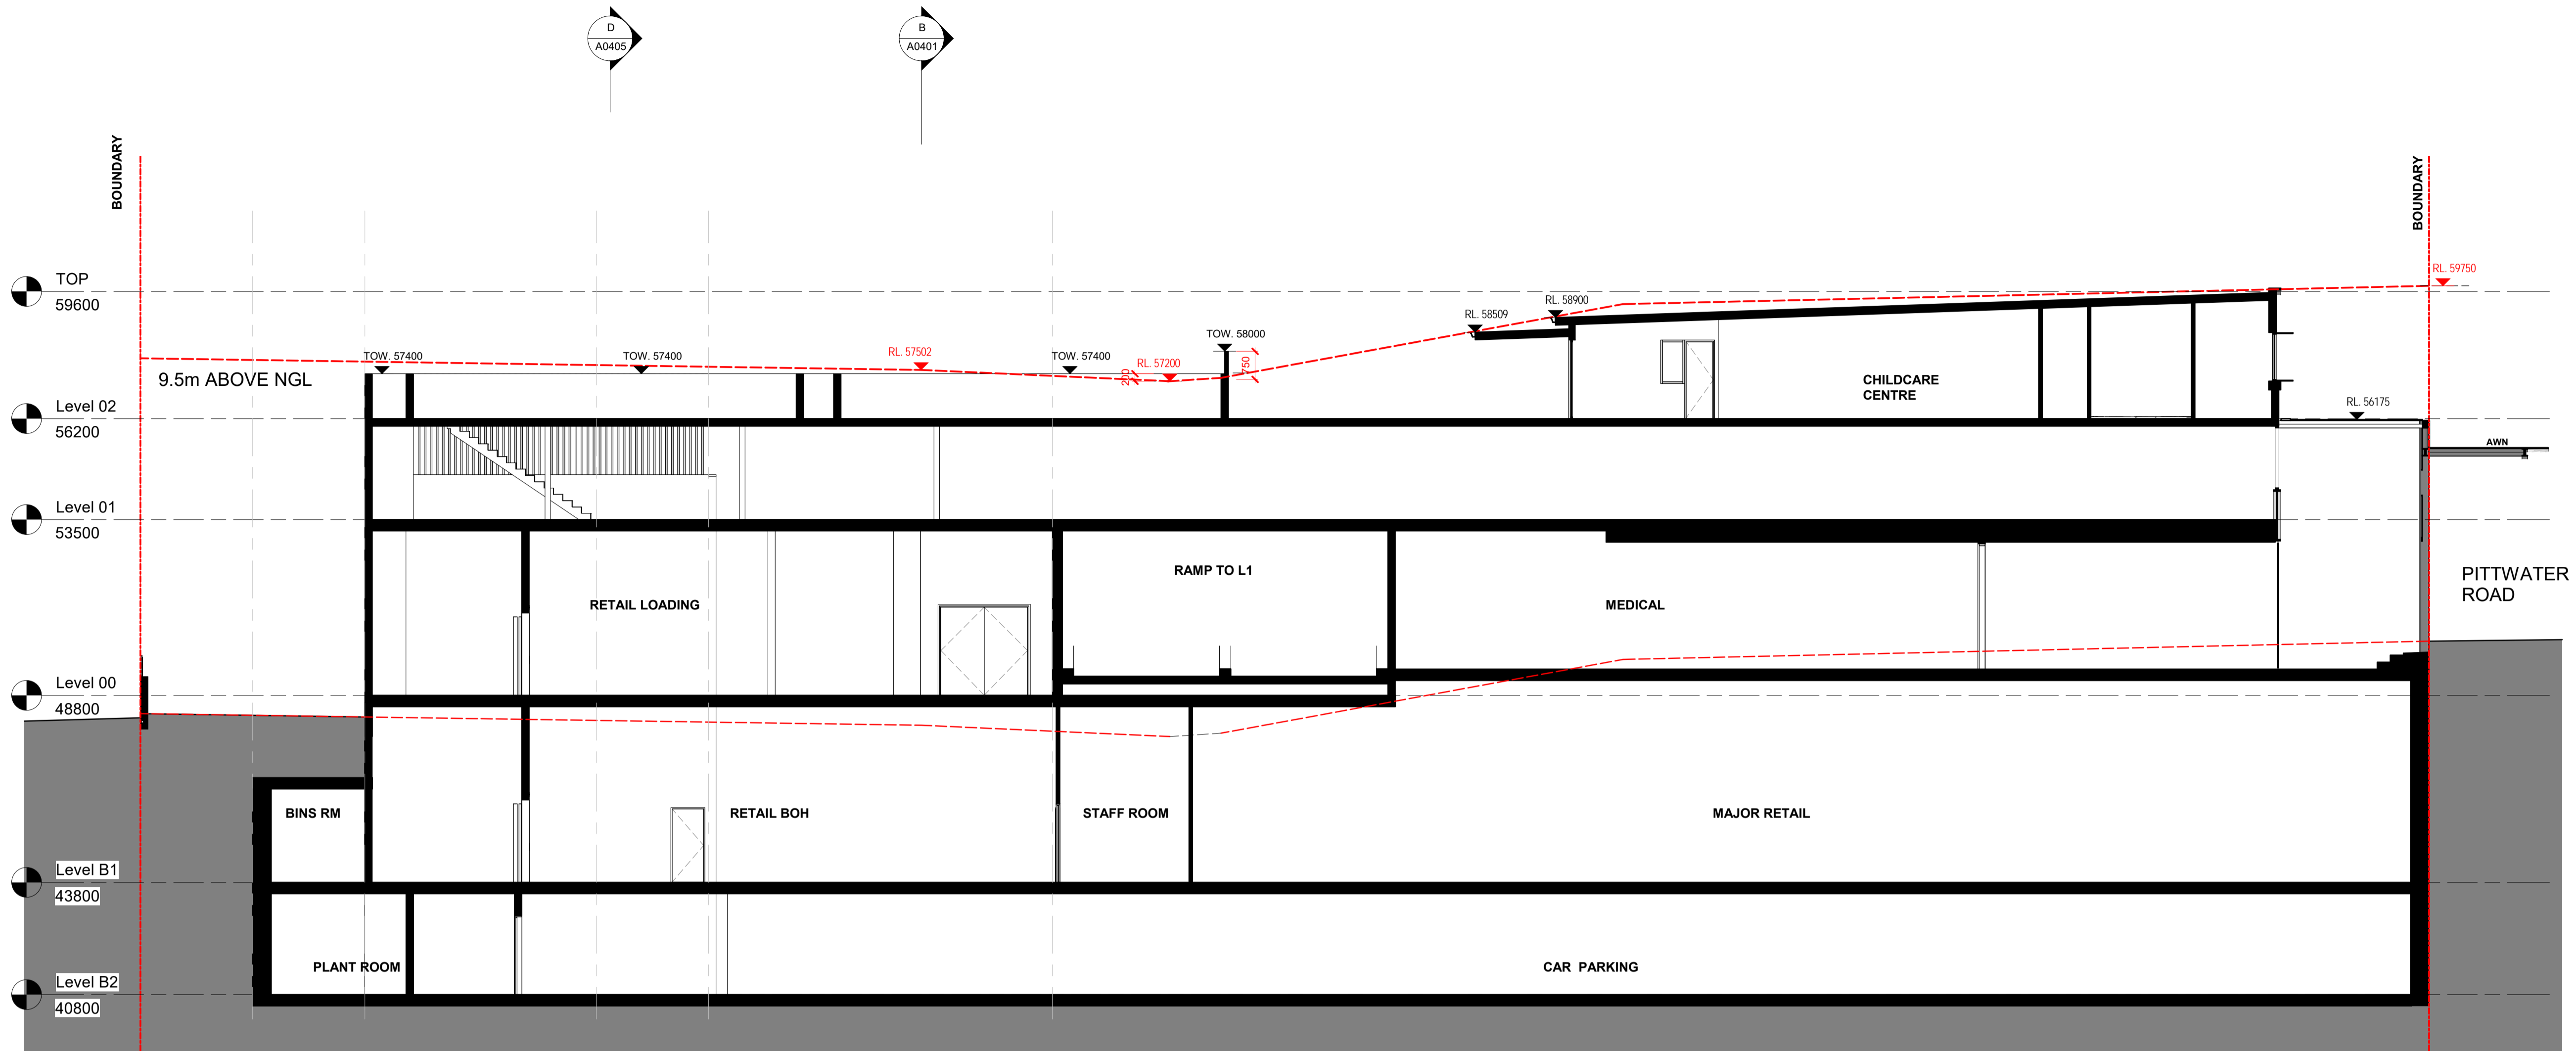 D
A0405
B
A0401
BOUNDARY
BOUNDARY
TOP
59600
RL. 59750
RL. 58900
RL. 58509
TOW. 58000
TOW. 57400
TOW. 57400
RL. 57502
TOW. 57400
RL. 57200
200
750
9.5m ABOVE NGL
CHILDCARE
CENTRE
Level 02
56200
RL. 56175
AWN
Level 01
53500
RAMP TO L1
RETAIL LOADING
MEDICAL
PITTWATER
ROAD
Level 00
48800
BINS RM
RETAIL BOH
STAFF ROOM
MAJOR RETAIL
Level B1
43800
PLANT ROOM
CAR PARKING
Level B2
40800